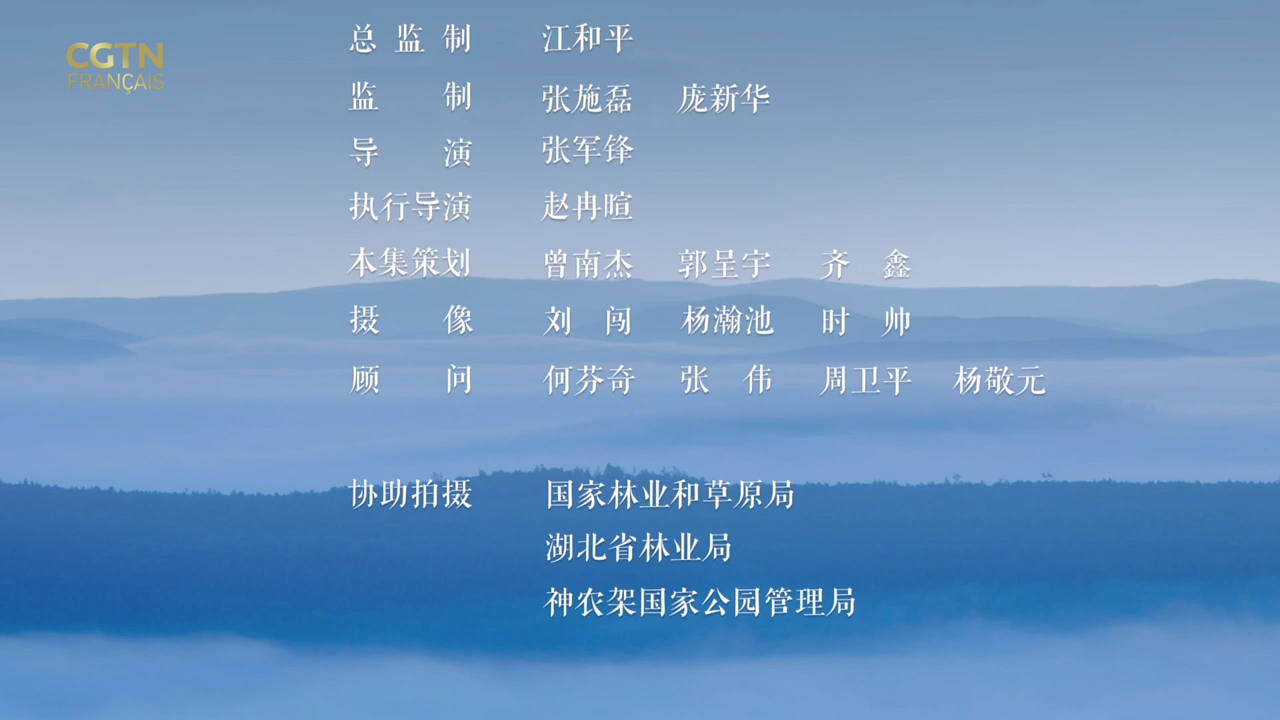 CGTN
FRANÇAIS
总监制 江和平
监制 张施磊 庞新华
导演 张军锋
执行导演 赵冉暄
本集策划 曾南杰 郭呈宇 齐鑫
摄像 刘闯 杨瀚池 时帅
顾问 何芬奇 张伟 周卫平 杨敬元
协助拍摄 国家林业和草原局
湖北省林业局
神农架国家公园管理局